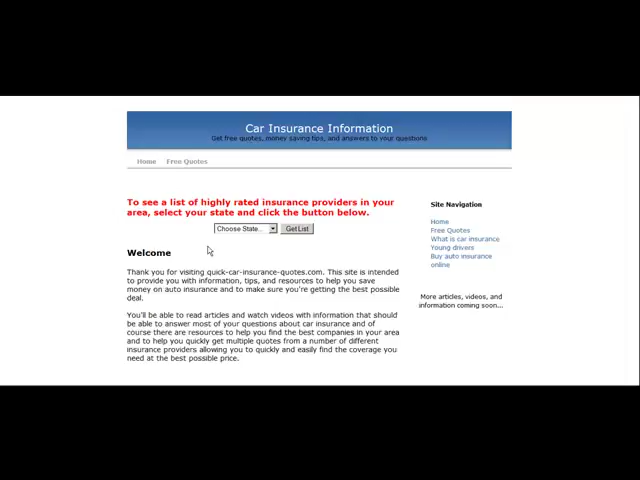 Car Insurance Information
Get free quotes, money saving tips, and answers to your questions
Home
Free Quotes
To see a list of highly rated insurance providers in your
area, select your state and click the button below.
Choose State...
Get List
Welcome
Thank you for visiting quick-car-insurance-quotes.com. This site is intended
to provide you with information, tips, and resources to help you save
money on auto insurance and to make sure you're getting the best possible
deal.
You'll be able to read articles and watch videos with information that should
be able to answer most of your questions about car insurance and of
course there are resources to help you find the best companies in your area
and to help you quickly get multiple quotes from a number of different
insurance providers allowing you to quickly and easily find the coverage you
need at the best possible price.
Site Navigation
Home
Free Quotes
What is car insurance
Young drivers
Buy auto insurance
online
More articles, videos, and
information coming soon...